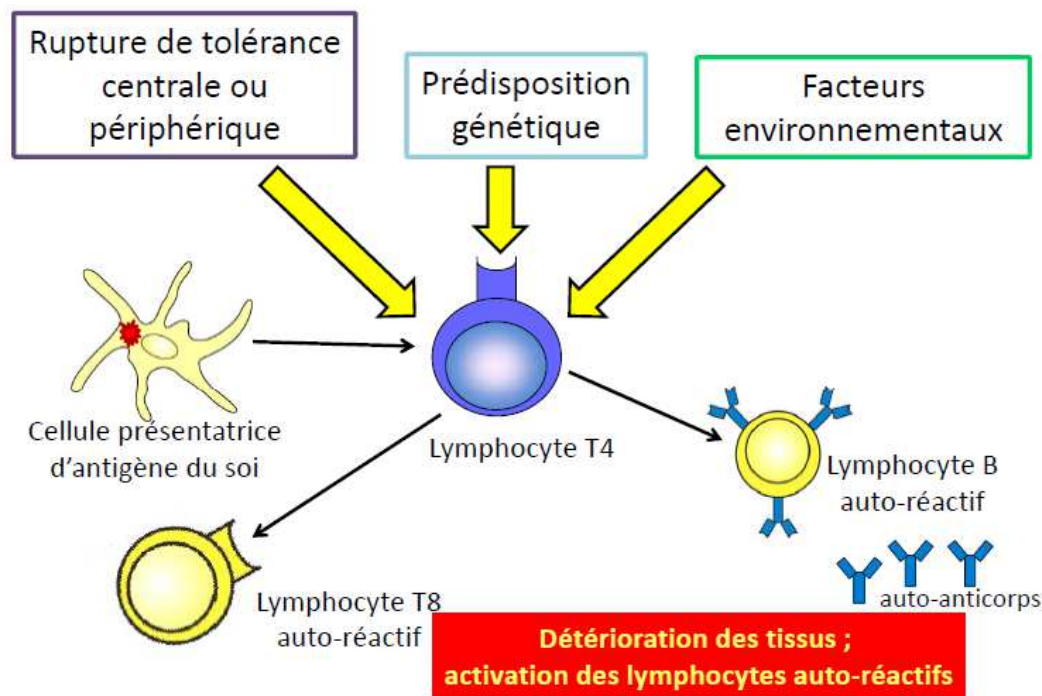 Rupture de tolérance
centrale ou
périphérique
Prédisposition
génétique
Facteurs
environnementaux
Cellule présentatrice
d’antigène du soi
Lymphocyte T4
Lymphocyte B
auto-réactif
auto-anticorps
Lymphocyte T8
auto-réactif
Détérioration des tissus ;
activation des lymphocytes auto-réactifs